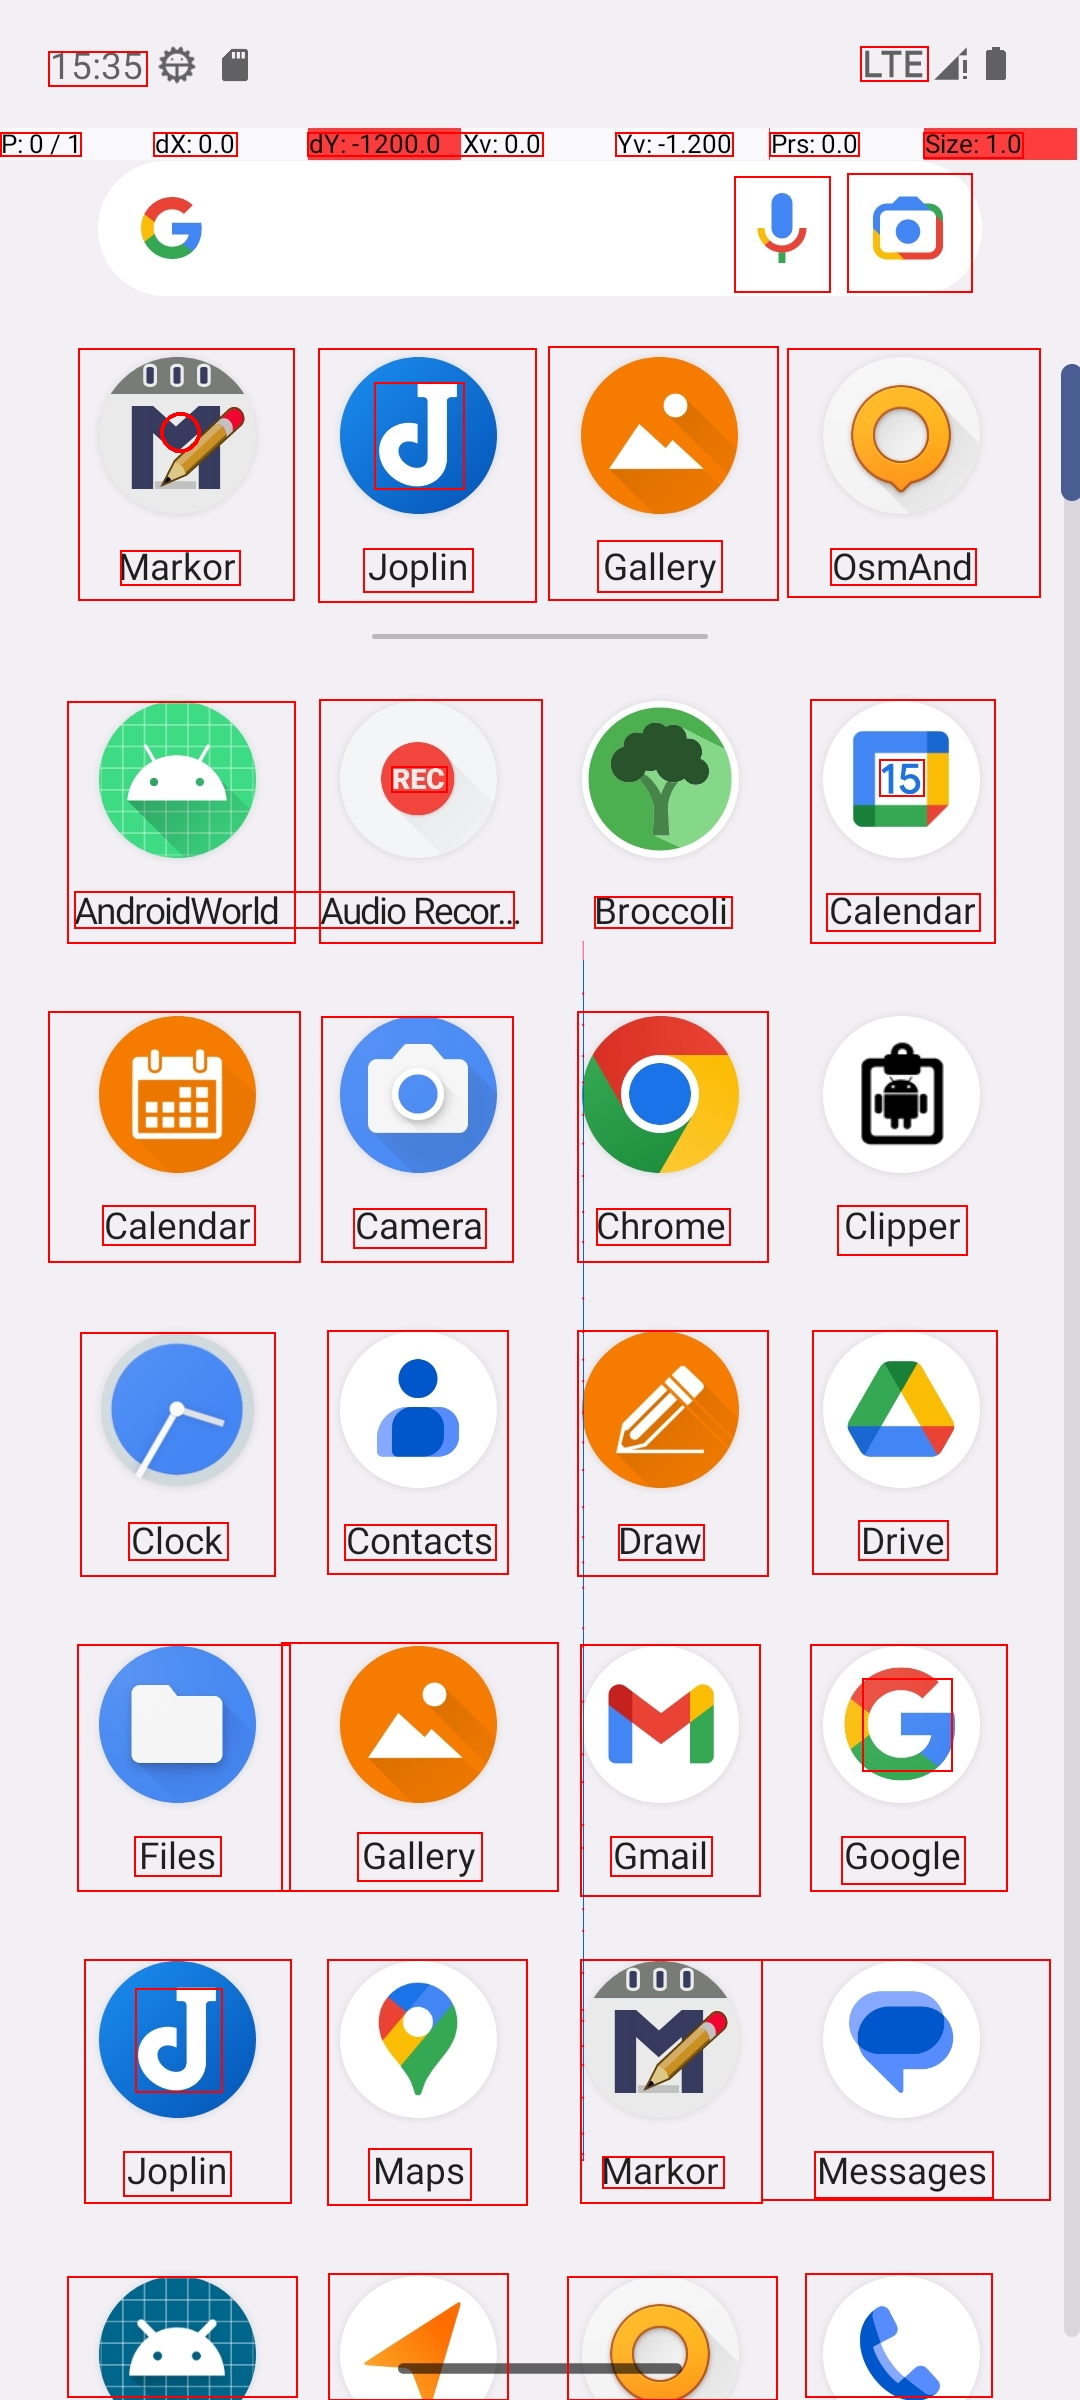 15:35 LTE
P: 0 / 1 dX: 0.0 dY: -1200.0 Xv: 0.0 Yv: -1.200 Prs: 0.0 Size: 1.0
Markor Joplin Gallery OsmAnd
REC 15
AndroidWorld Audio Recor... Broccoli Calendar
Calendar Camera Chrome Clipper
Clock Contacts Draw Drive
Files Gallery Gmail Google
Joplin Maps Markor Messages